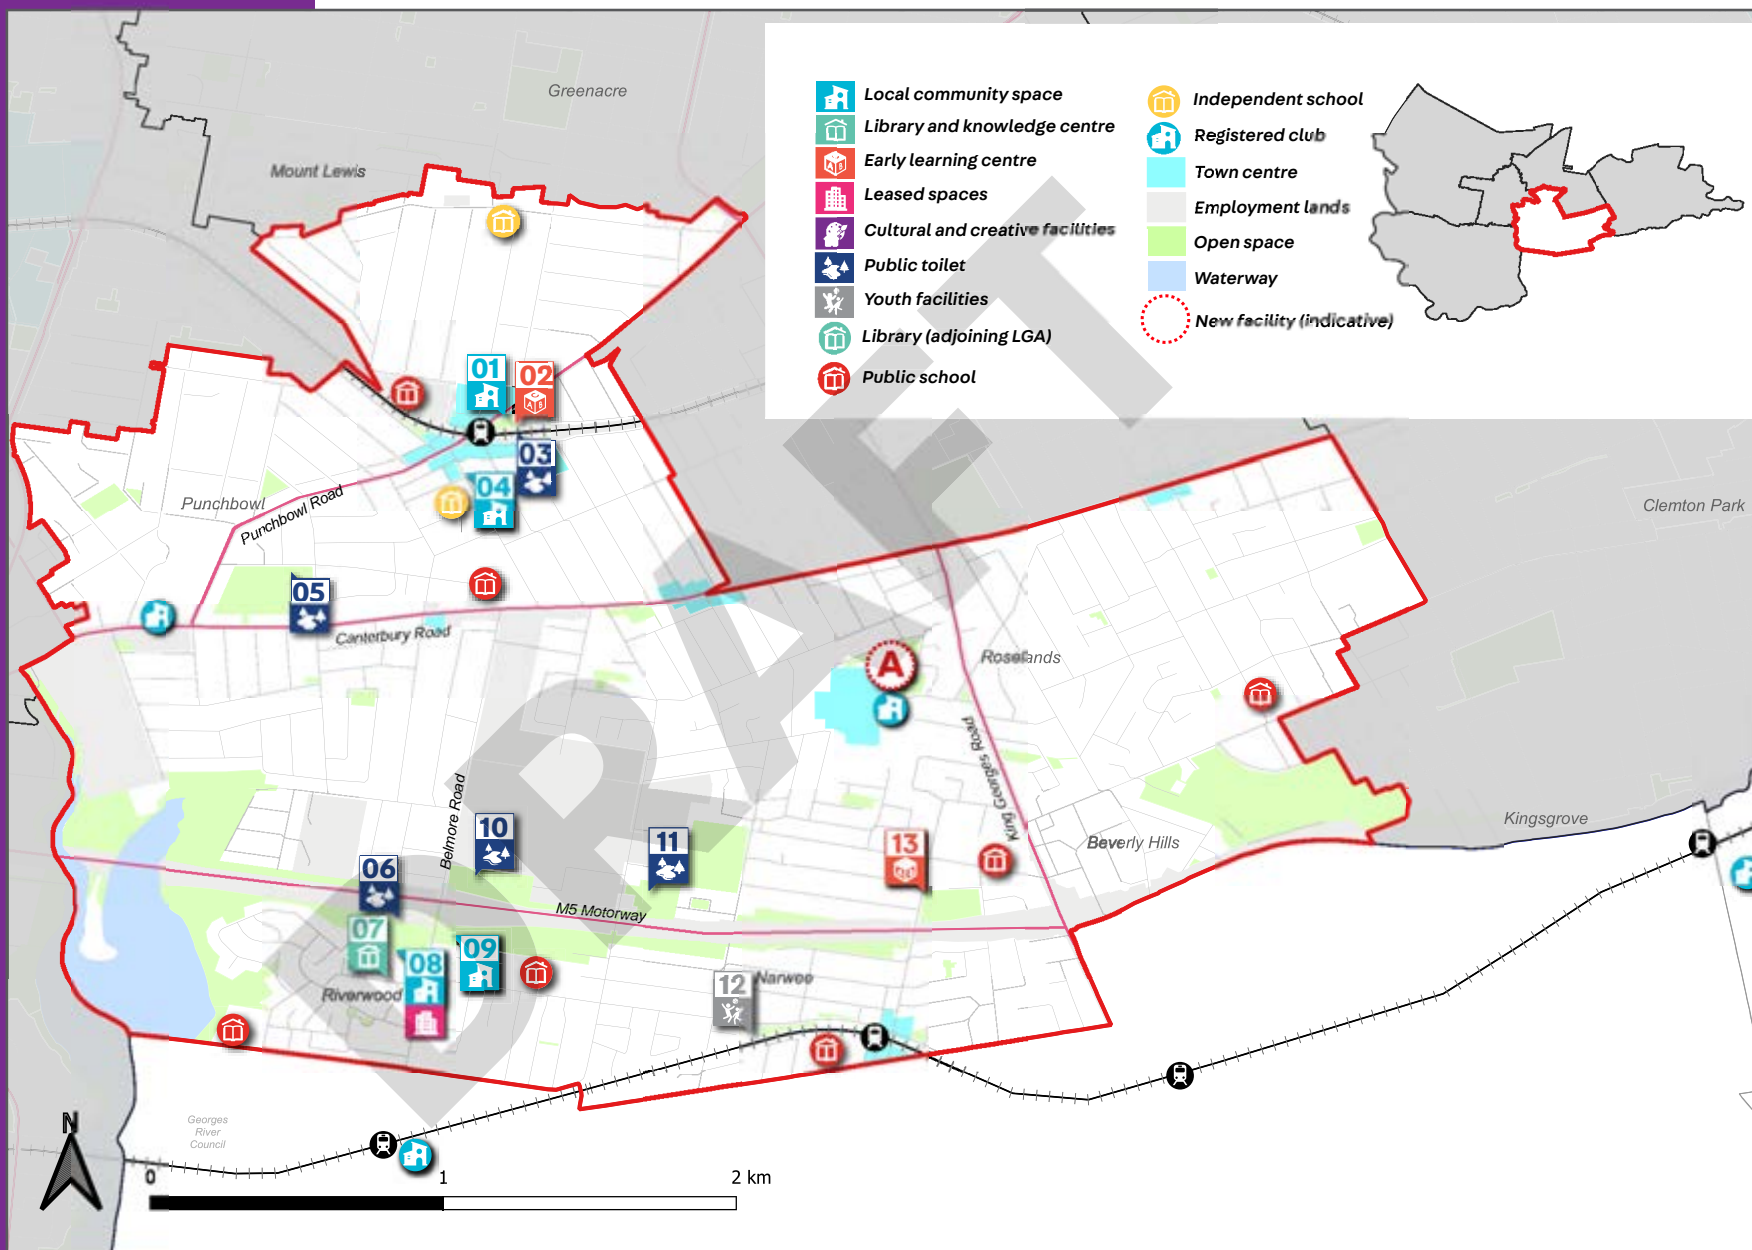 Greenacre
Mount Lewis
Local community space
Library and knowledge centre
Early learning centre
Leased spaces
Cultural and creative facilities
Public toilet
Youth facilities
Library (adjoining LGA)
Public school
Independent school
Registered club
Town centre
Employment lands
Open space
Waterway
New facility (indicative)
01
02
03
04
Punchbowl
Punchbowl Road
Clemton Park
05
Canterbury Road
A
Roselands
King Georges Road
Belmore Road
10
11
13
Beverly Hills
Kingsgrove
06
M5 Motorway
07
08
09
Riverwood
12
Narwee
Georges
River
Council
N
0 1 2 km
DRAFT